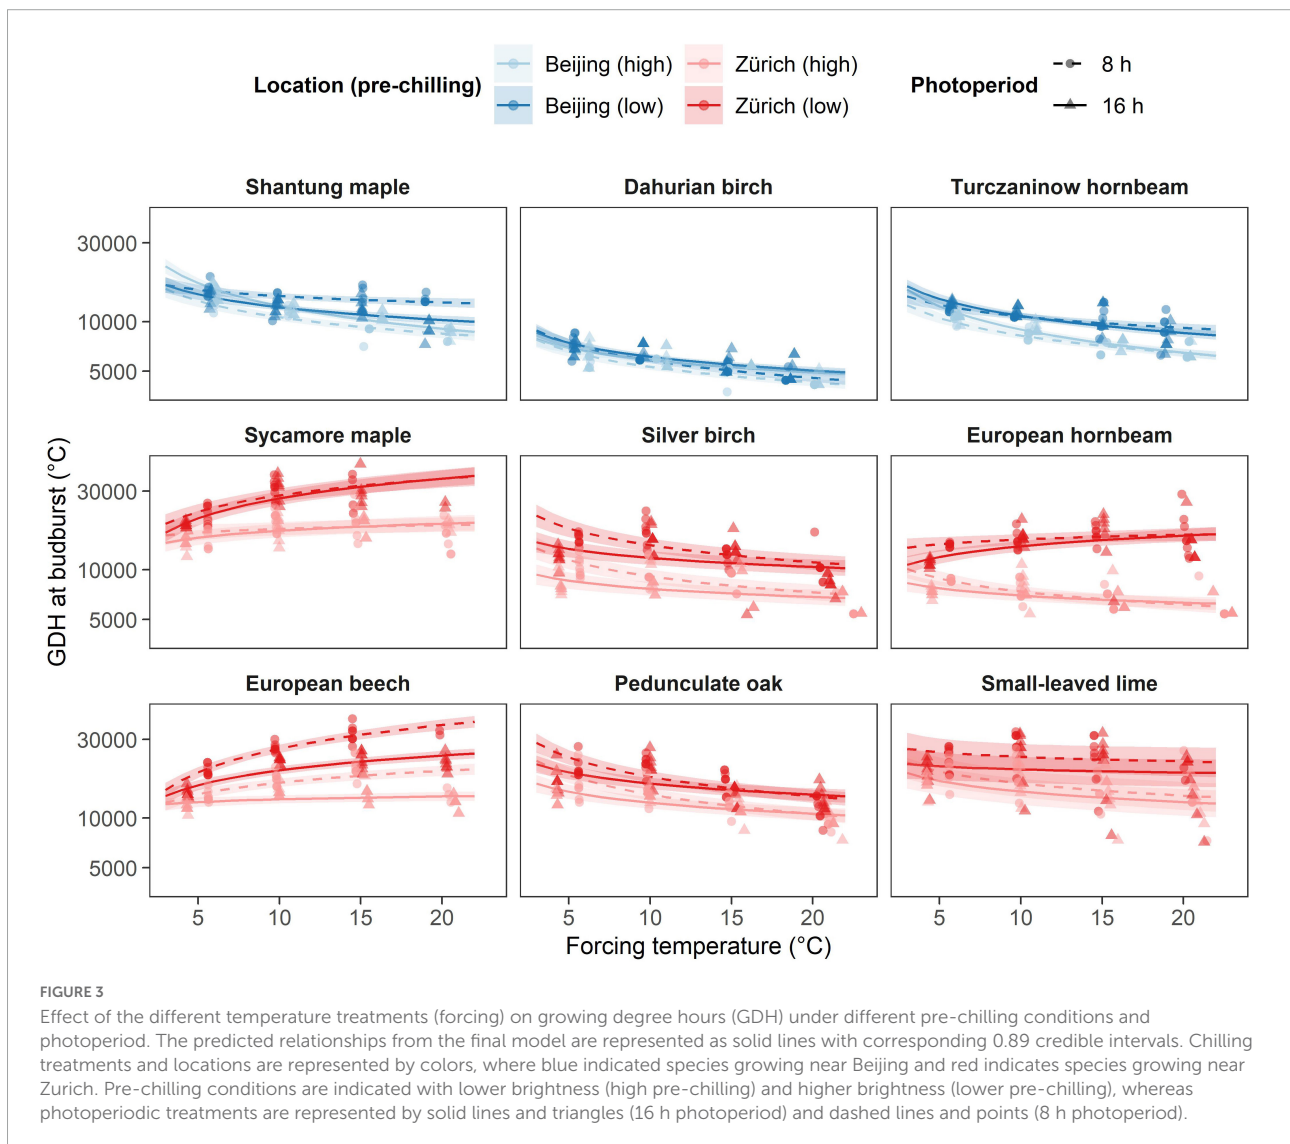 Location (pre-chilling)
Beijing (high)
Zürich (high)
Beijing (low)
Zürich (low)
Photoperiod
8 h
16 h
Shantung maple
Dahurian birch
Turczaninow hornbeam
30000
10000
5000
Sycamore maple
Silver birch
European hornbeam
30000
10000
5000
European beech
Pedunculate oak
Small-leaved lime
30000
10000
5000
GDH at budburst (°C)
5 10 15 20
5 10 15 20
5 10 15 20
Forcing temperature (°C)
FIGURE 3
Effect of the different temperature treatments (forcing) on growing degree hours (GDH) under different pre-chilling conditions and
photoperiod. The predicted relationships from the final model are represented as solid lines with corresponding 0.89 credible intervals. Chilling
treatments and locations are represented by colors, where blue indicated species growing near Beijing and red indicates species growing near
Zurich. Pre-chilling conditions are indicated with lower brightness (high pre-chilling) and higher brightness (lower pre-chilling), whereas
photoperiodic treatments are represented by solid lines and triangles (16 h photoperiod) and dashed lines and points (8 h photoperiod).